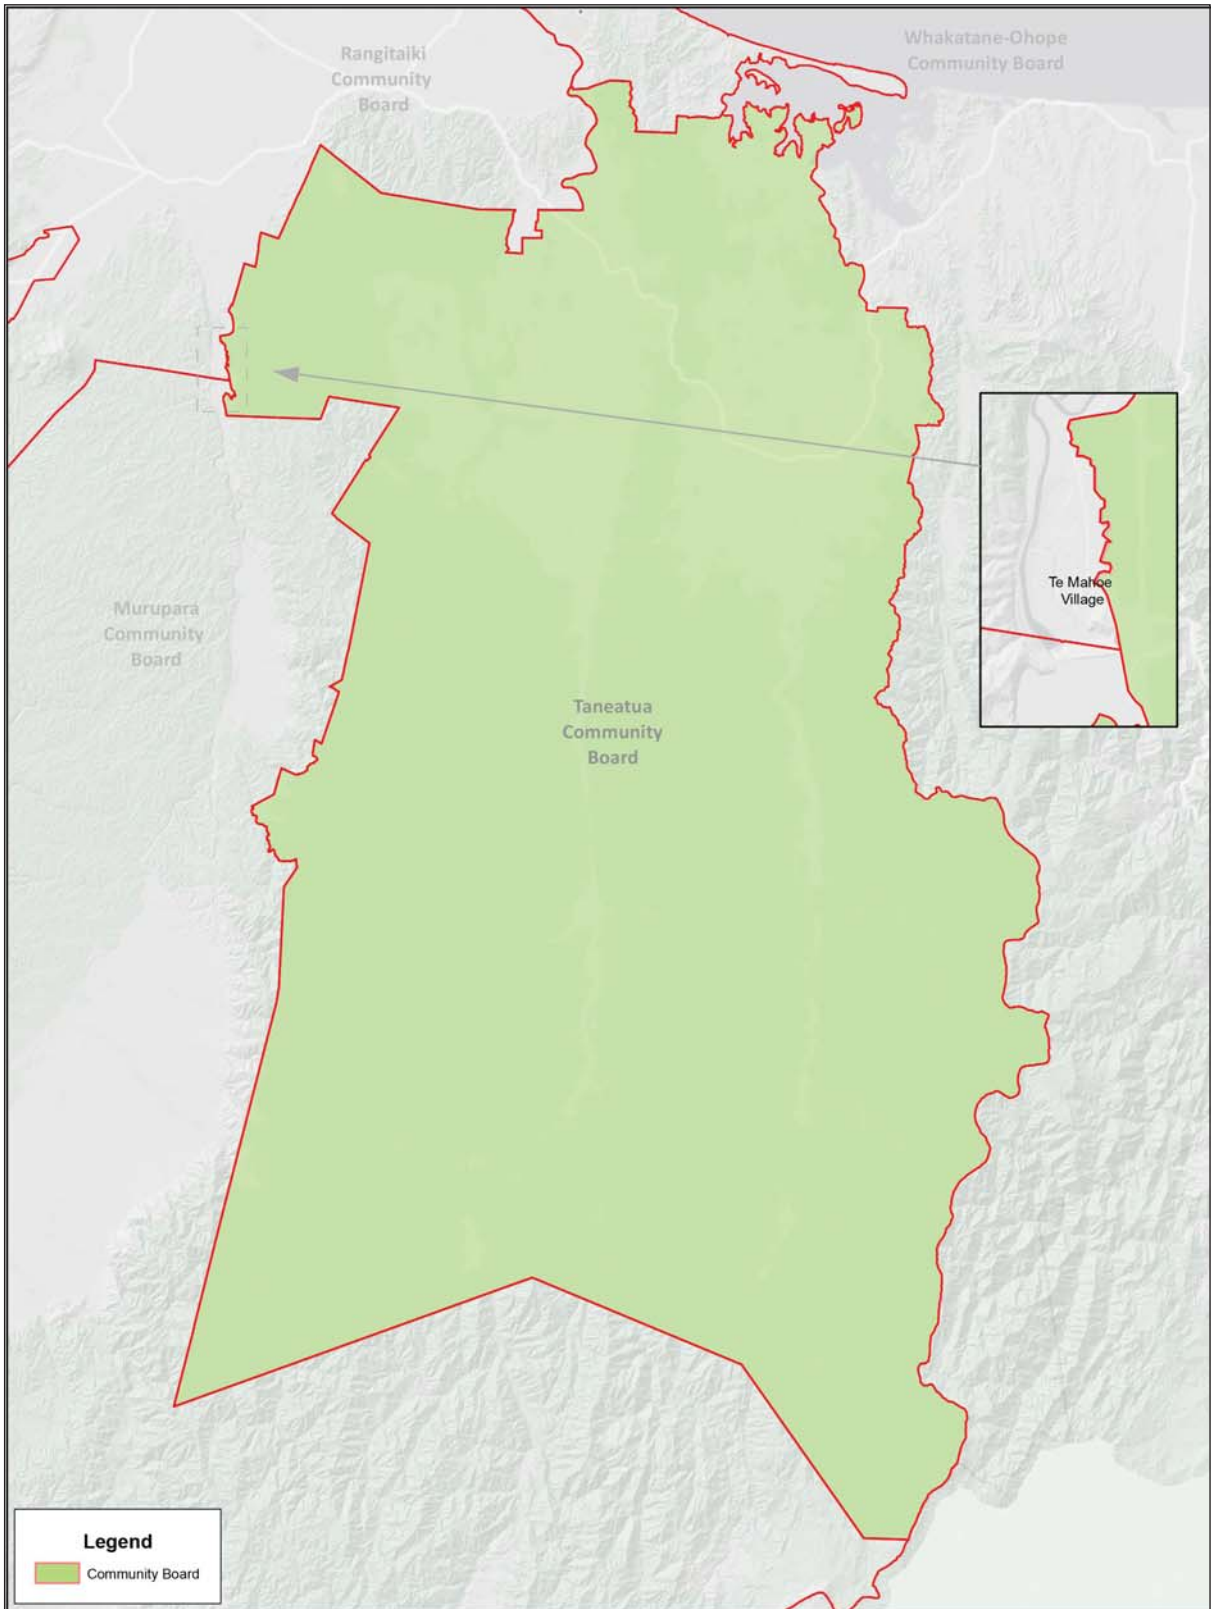 Rangitaiki
Community
Board
Whakatane-Ohope
Community Board
Te Mahoe
Village
Murupara
Community
Board
Taneatua
Community
Board
Legend
Community Board